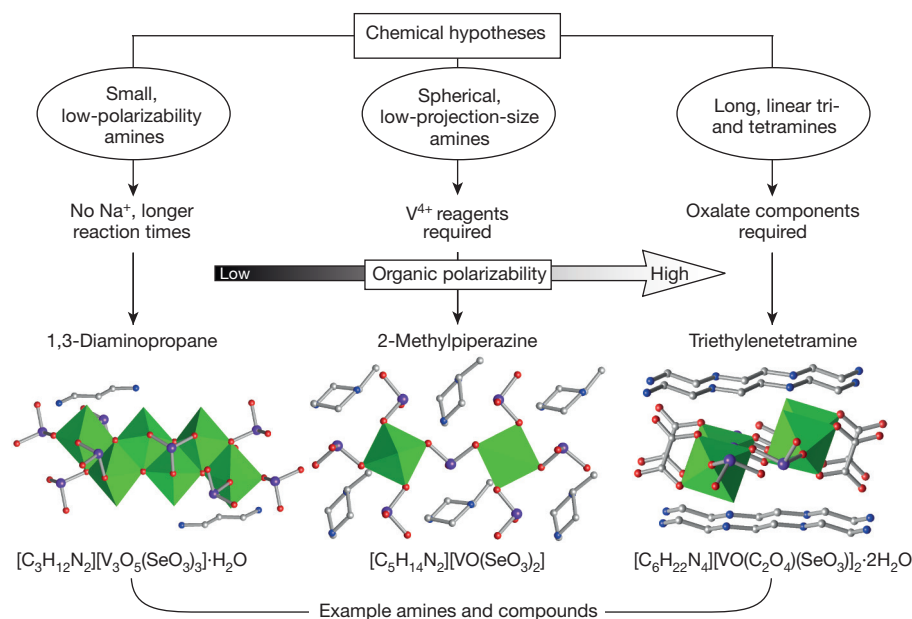 Chemical hypotheses
Small,
low-polarizability
amines
Spherical,
low-projection-size
amines
Long, linear tri-
and tetramines
No Na⁺, longer
reaction times
V⁴⁺ reagents
required
Oxalate components
required
Low
Organic polarizability
High
1,3-Diaminopropane
2-Methylpiperazine
Triethylenetetramine
[C₃H₁₂N₂][V₃O₅(SeO₃)₃]·H₂O
[C₅H₁₄N₂][VO(SeO₃)₂]
[C₆H₂₂N₄][VO(C₂O₄)(SeO₃)]₂·2H₂O
Example amines and compounds